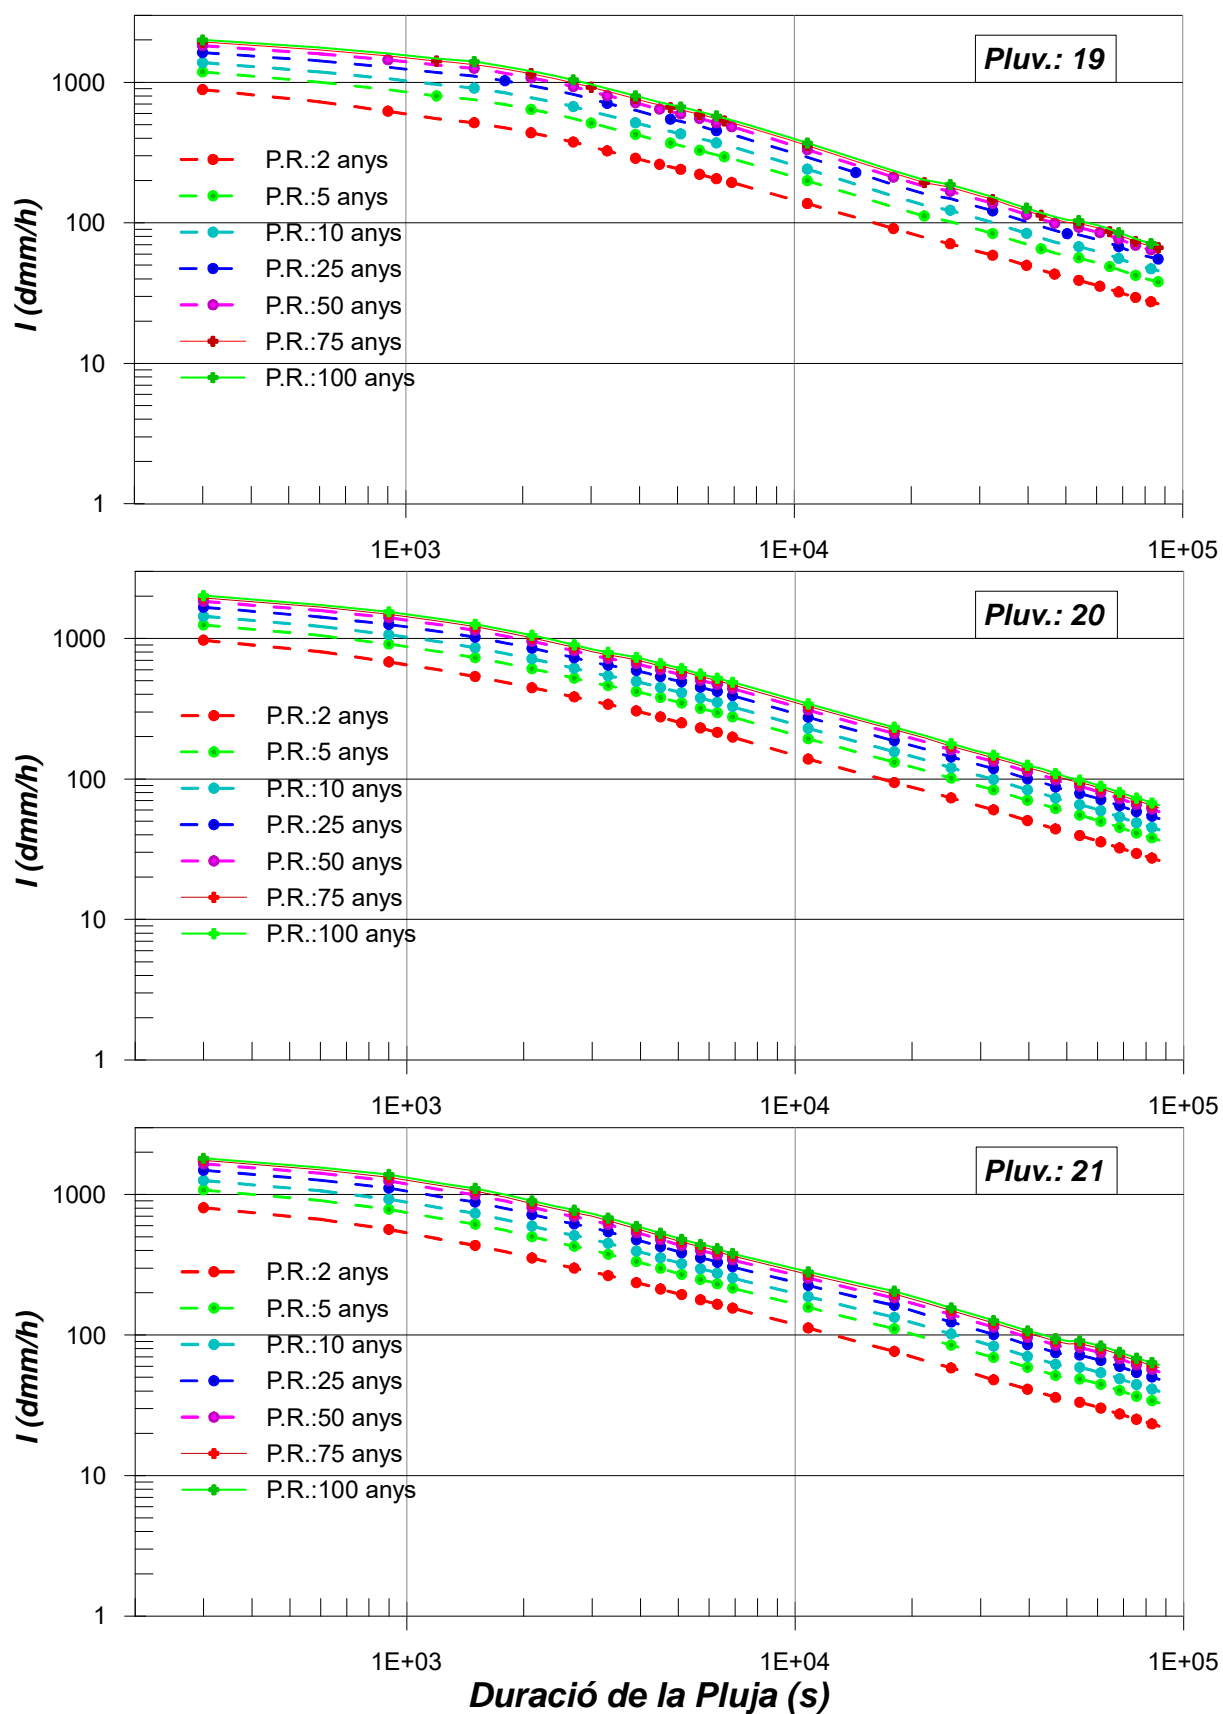 Pluv.: 19
1000
100
10
1
I (dmm/h)
P.R.:2 anys
P.R.:5 anys
P.R.:10 anys
P.R.:25 anys
P.R.:50 anys
P.R.:75 anys
P.R.:100 anys
1E+03 1E+04 1E+05
Pluv.: 20
1000
100
10
1
I (dmm/h)
P.R.:2 anys
P.R.:5 anys
P.R.:10 anys
P.R.:25 anys
P.R.:50 anys
P.R.:75 anys
P.R.:100 anys
1E+03 1E+04 1E+05
Pluv.: 21
1000
100
10
1
I (dmm/h)
P.R.:2 anys
P.R.:5 anys
P.R.:10 anys
P.R.:25 anys
P.R.:50 anys
P.R.:75 anys
P.R.:100 anys
1E+03 1E+04 1E+05
Duració de la Pluja (s)